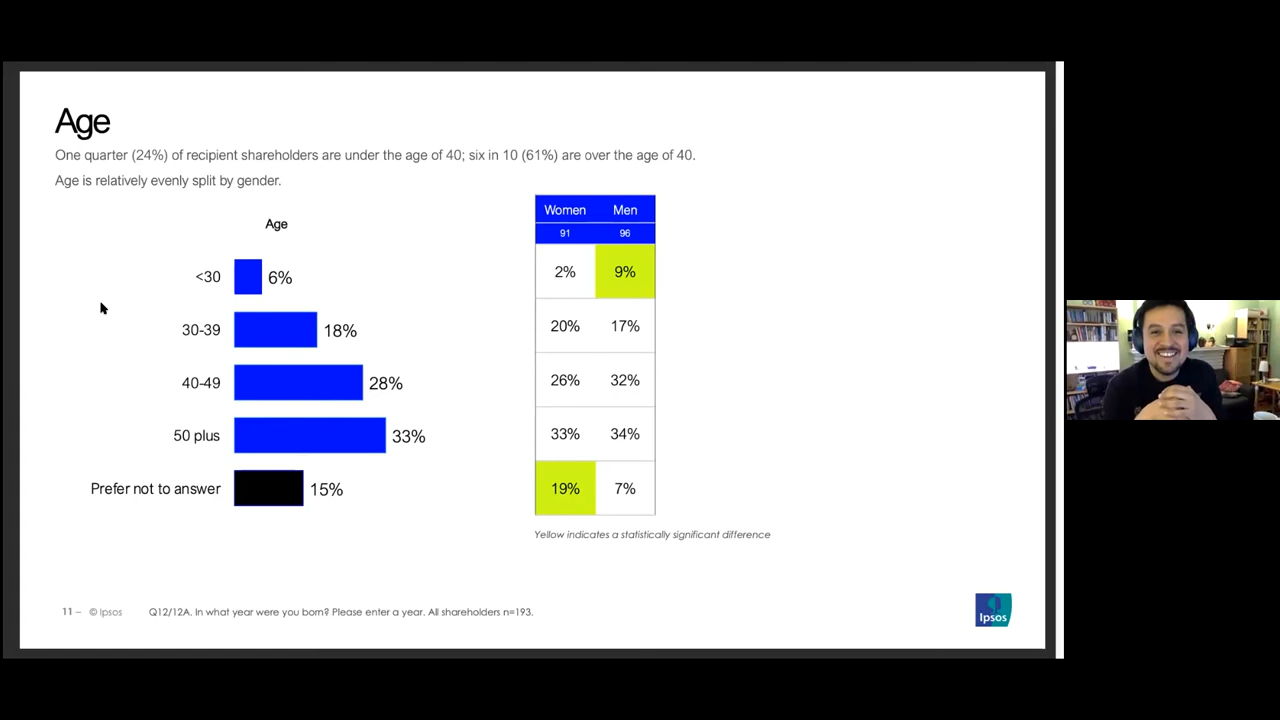 Age
One quarter (24%) of recipient shareholders are under the age of 40; six in 10 (61%) are over the age of 40.
Age is relatively evenly split by gender.
Age
<30 6%
30-39 18%
40-49 28%
50 plus 33%
Prefer not to answer 15%
Women Men
91 96
2% 9%
20% 17%
26% 32%
33% 34%
19% 7%
Yellow indicates a statistically significant difference
11 – © Ipsos Q12/12A. In what year were you born? Please enter a year. All shareholders n=193.
Ipsos